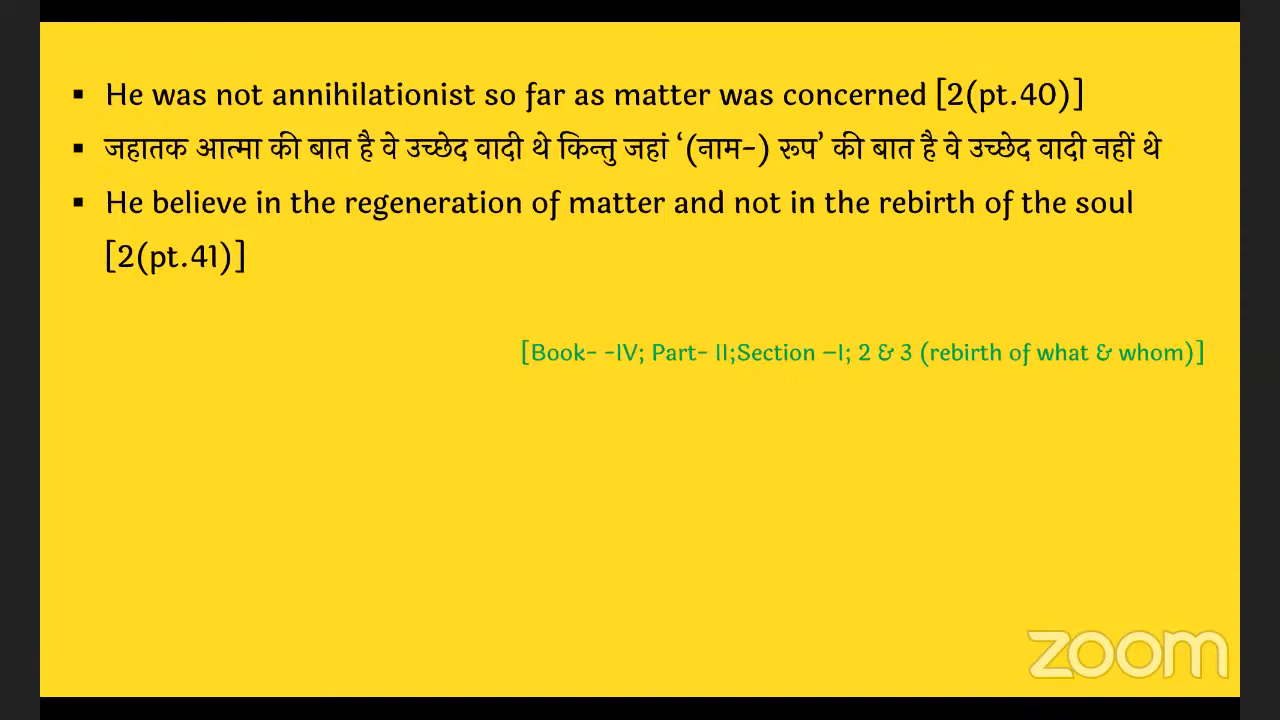 ▪ He was not annihilationist so far as matter was concerned [2(pt.40)]
▪ जहातक आत्मा की बात है वे उच्छेद वादी थे किन्तु जहां ‘(नाम-) रूप’ की बात है वे उच्छेद वादी नहीं थे
▪ He believe in the regeneration of matter and not in the rebirth of the soul
[2(pt.41)]
[Book- -IV; Part- II;Section –I; 2 & 3 (rebirth of what & whom)]
zoom